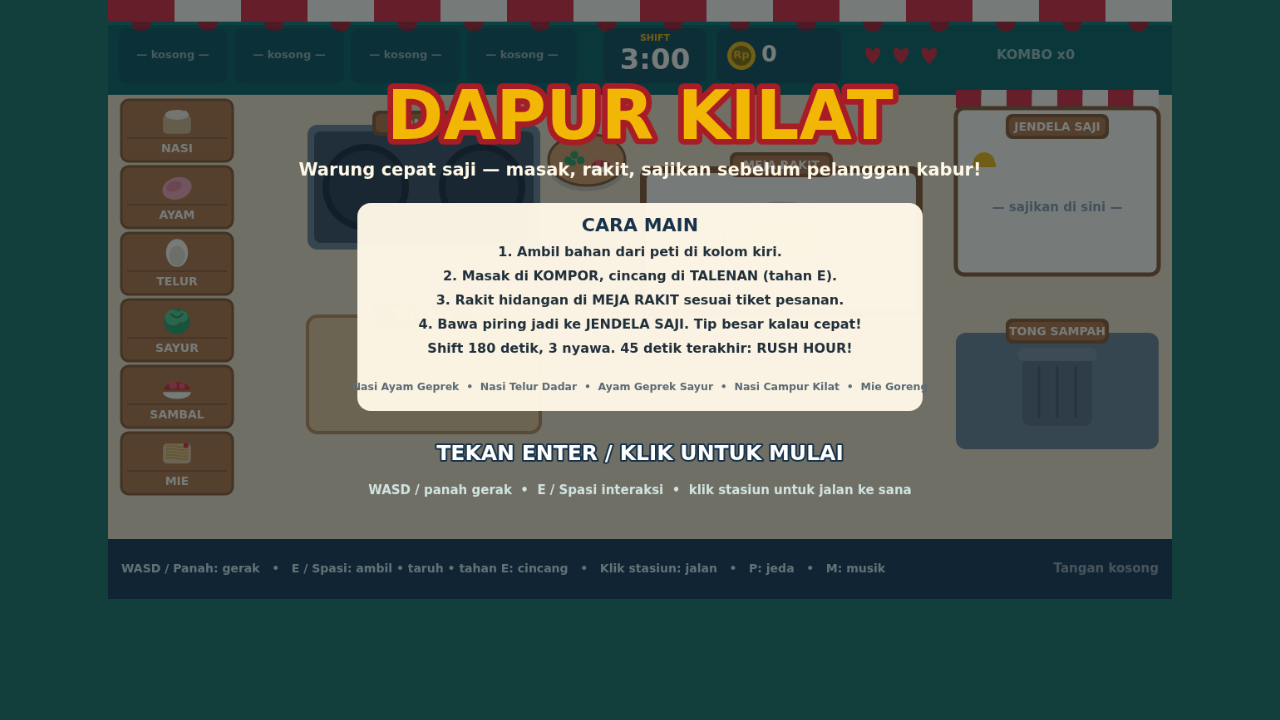 — kosong —
— kosong —
— kosong —
— kosong —
SHIFT
3:00
Rp
0
KOMBO x0
DAPUR KILAT
Warung cepat saji — masak, rakit, sajikan sebelum pelanggan kabur!
NASI
AYAM
TELUR
SAYUR
SAMBAL
MIE
MEJA RAKIT
JENDELA SAJI
— sajikan di sini —
TONG SAMPAH
CARA MAIN
1. Ambil bahan dari peti di kolom kiri.
2. Masak di KOMPOR, cincang di TALENAN (tahan E).
3. Rakit hidangan di MEJA RAKIT sesuai tiket pesanan.
4. Bawa piring jadi ke JENDELA SAJI. Tip besar kalau cepat!
Shift 180 detik, 3 nyawa. 45 detik terakhir: RUSH HOUR!
Nasi Ayam Geprek • Nasi Telur Dadar • Ayam Geprek Sayur • Nasi Campur Kilat • Mie Goreng
TEKAN ENTER / KLIK UNTUK MULAI
WASD / panah gerak • E / Spasi interaksi • klik stasiun untuk jalan ke sana
WASD / Panah: gerak • E / Spasi: ambil • taruh • tahan E: cincang • Klik stasiun: jalan • P: jeda • M: musik
Tangan kosong